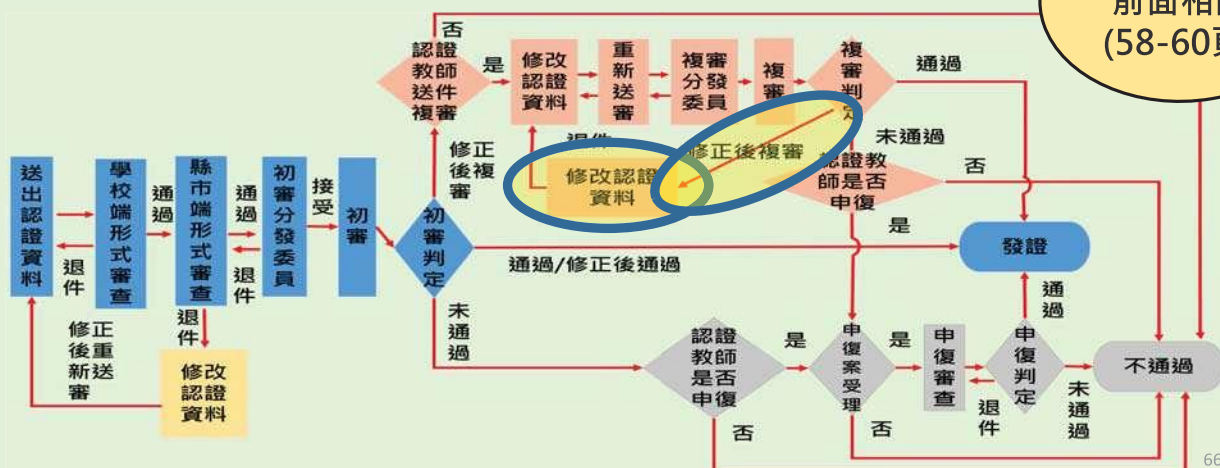 前面相
(58-60頁
否
認證
教師
送件
複審
是
修改
認證
資料
重新送審
複審
分發
委員
複審
複審判定
通過
未通過
退件
修正後複審
修改認證
資料
認證教
師是否
申復
否
是
修正
後複
審
送出認證資料
退件
學校端形式審查
通過
縣市端形式審查
通過
退件
初審分發委員
接受
初審
初審判定
通過/修正後通過
發證
退件
修正
後重
新送
審
修改
認證
資料
未通過
認證
教師
是否
申復
是
否
申復案受理
是
否
申復審查
退件
申復判定
通過
未通過
不通過
66